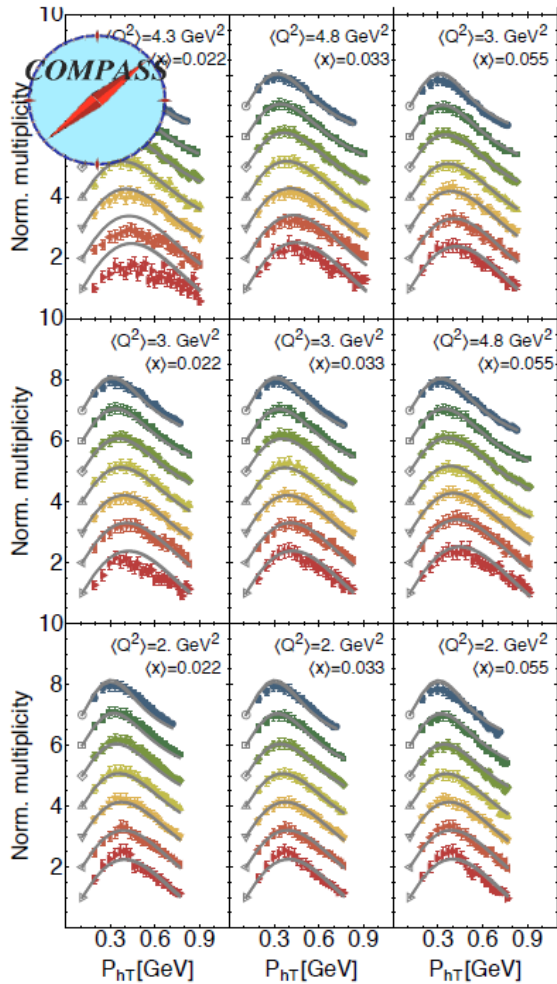 10
⟨Q²⟩=4.3 GeV²
⟨x⟩=0.022
COMPASS
⟨Q²⟩=4.8 GeV²
⟨x⟩=0.033
⟨Q²⟩=3. GeV²
⟨x⟩=0.055
Norm. multiplicity
4
2
10
⟨Q²⟩=3. GeV²
⟨x⟩=0.022
⟨Q²⟩=3. GeV²
⟨x⟩=0.033
⟨Q²⟩=4.8 GeV²
⟨x⟩=0.055
Norm. multiplicity
8
6
4
2
10
⟨Q²⟩=2. GeV²
⟨x⟩=0.022
⟨Q²⟩=2. GeV²
⟨x⟩=0.033
⟨Q²⟩=2. GeV²
⟨x⟩=0.055
Norm. multiplicity
8
6
4
2
0.3 0.6 0.9
0.3 0.6 0.9
0.3 0.6 0.9
P_hT[GeV]
P_hT[GeV]
P_hT[GeV]